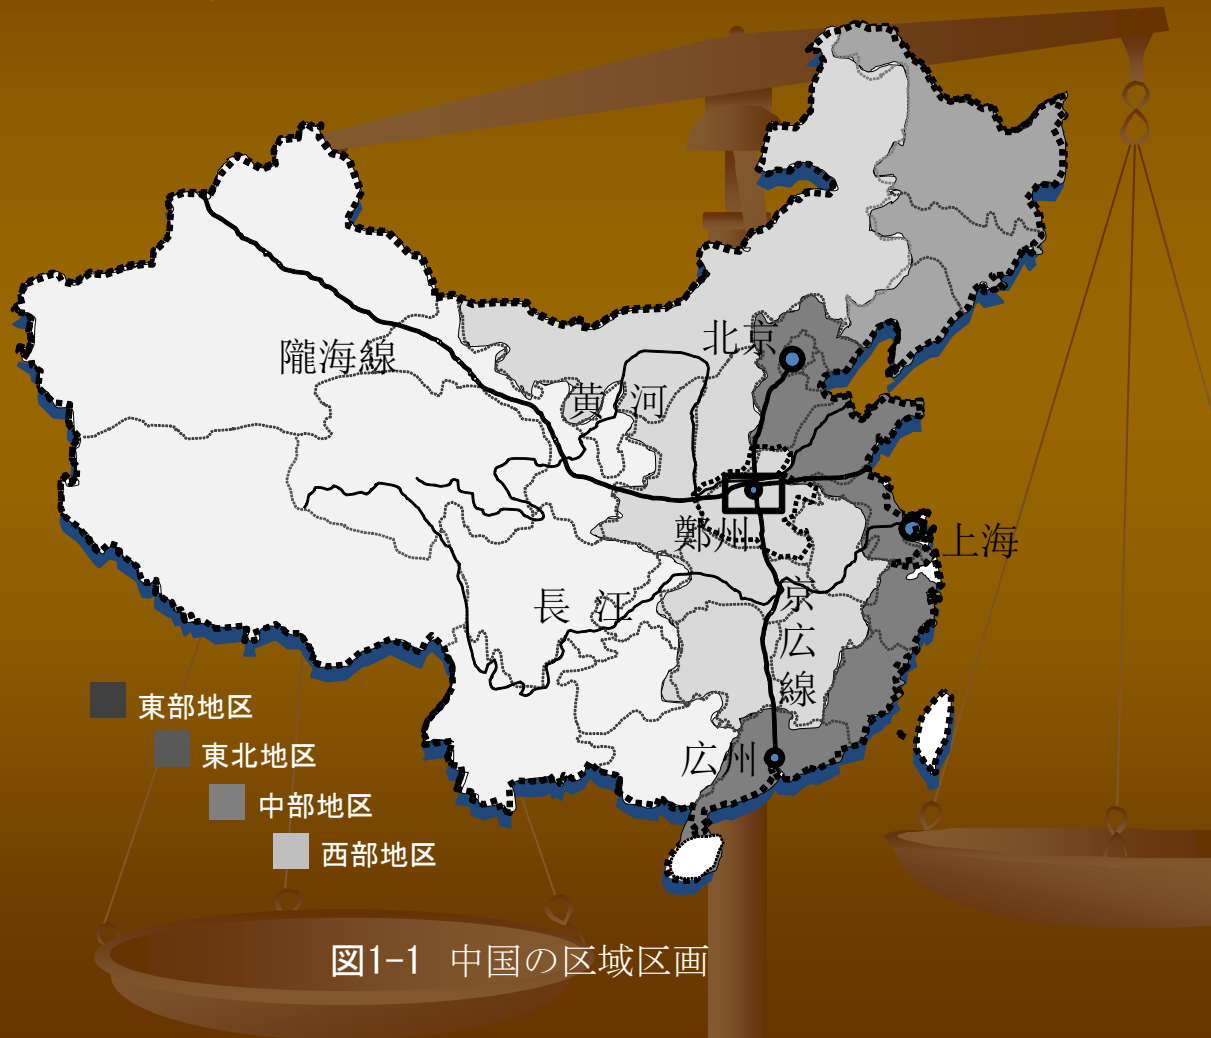 北京
隴海線
黄河
鄭州
上海
長江
京広線
東部地区
広州
東北地区
中部地区
西部地区
図1-1 中国の区域区画